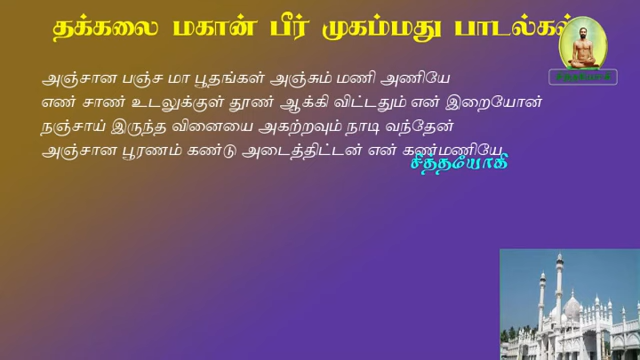 தக்கலை மகான் பீர் முகம்மது பாடல்கள்
சித்தயோகி
அஞ்சான பஞ்ச மா பூதங்கள் அஞ்சும் மணி அணியே
எண் சாண் உடலுக்குள் தூண் ஆக்கி விட்டதும் என் இறையோன்
நஞ்சாய் இருந்த வினையை அகற்றவும் நாடி வந்தேன்
அஞ்சான பூரணம் கண்டு அடைத்திட்டன் என் கண்மணியே
சித்தயோகி